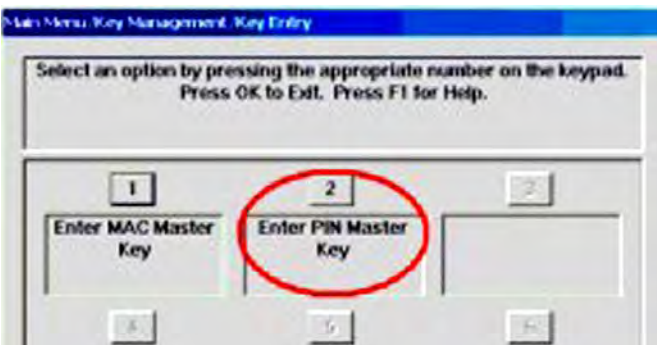 Main Menu /Key Management /Key Entry
Select an option by pressing the appropriate number on the keypad.
Press OK to Exit. Press F1 for Help.
1 2 3
Enter MAC Master Enter PIN Master
Key Key
4 5 6